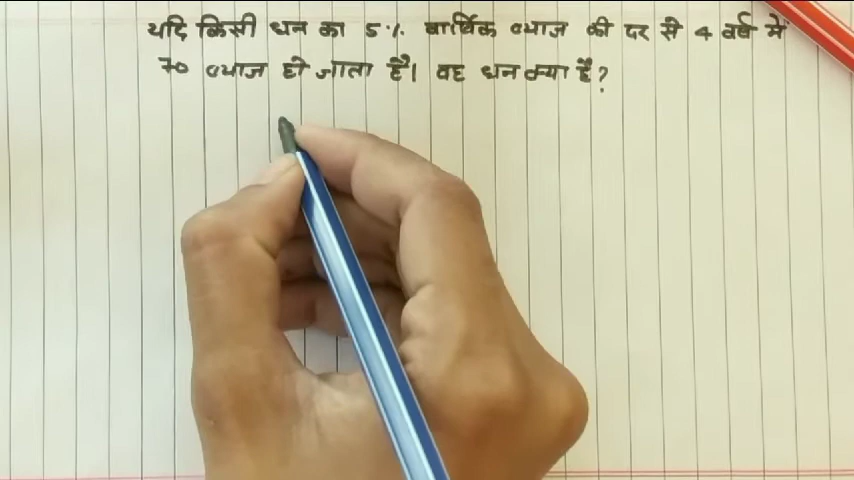 यदि किसी धन का 5% वार्षिक ब्याज की दर से 4 वर्ष में
70 ब्याज हो जाता है। वह धन क्या है?